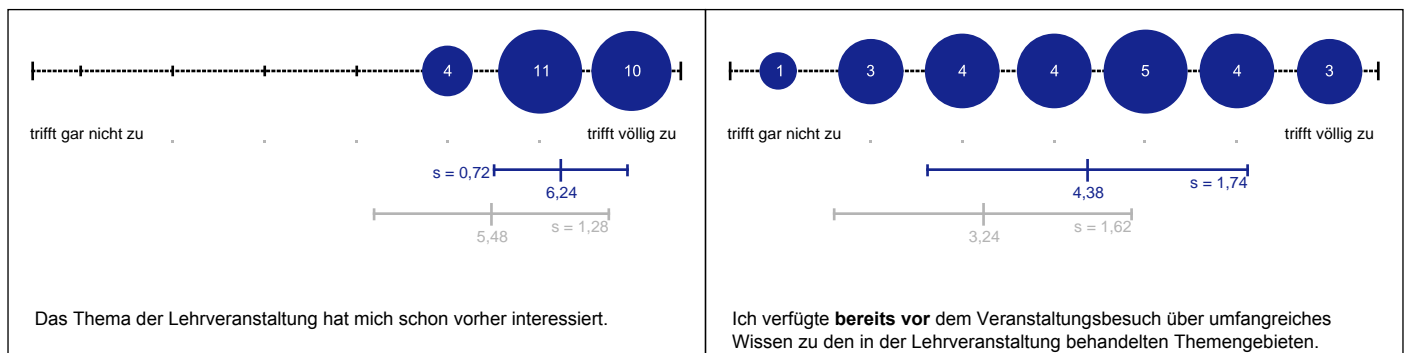 4
11
10
trifft gar nicht zu
trifft völlig zu
s = 0,72
6,24
5,48
s = 1,28
Das Thema der Lehrveranstaltung hat mich schon vorher interessiert.
1
3
4
4
5
4
3
trifft gar nicht zu
trifft völlig zu
4,38
s = 1,74
3,24
s = 1,62
Ich verfügte bereits vor dem Veranstaltungsbesuch über umfangreiches
Wissen zu den in der Lehrveranstaltung behandelten Themengebieten.